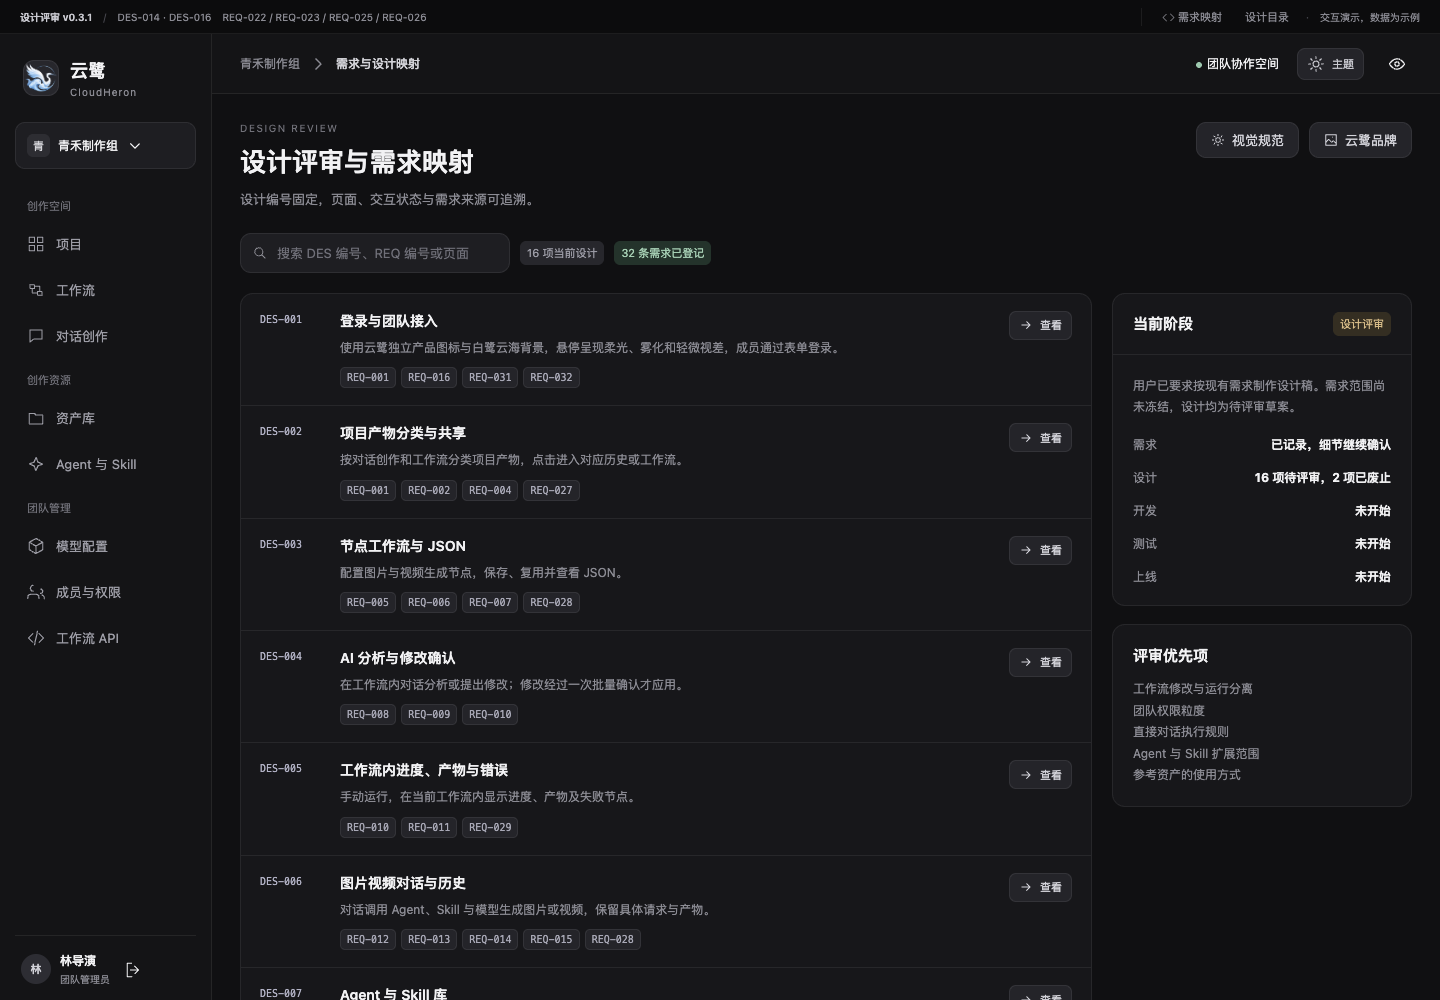 设计评审 v0.3.1 / DES-014 · DES-016 REQ-022 / REQ-023 / REQ-025 / REQ-026
需求映射 设计目录 · 交互演示，数据为示例
云鹭
CloudHeron
青 青禾制作组
创作空间
项目
工作流
对话创作
创作资源
资产库
Agent 与 Skill
团队管理
模型配置
成员与权限
工作流 API
林 林导演
团队管理员
青禾制作组 需求与设计映射
团队协作空间 主题
DESIGN REVIEW
设计评审与需求映射
设计编号固定，页面、交互状态与需求来源可追溯。
视觉规范 云鹭品牌
搜索 DES 编号、REQ 编号或页面 16 项当前设计 32 条需求已登记
DES-001 登录与团队接入 查看
使用云鹭独立产品图标与白鹭云海背景，悬停呈现柔光、雾化和轻微视差，成员通过表单登录。
REQ-001 REQ-016 REQ-031 REQ-032
DES-002 项目产物分类与共享 查看
按对话创作和工作流分类项目产物，点击进入对应历史或工作流。
REQ-001 REQ-002 REQ-004 REQ-027
DES-003 节点工作流与 JSON 查看
配置图片与视频生成节点，保存、复用并查看 JSON。
REQ-005 REQ-006 REQ-007 REQ-028
DES-004 AI 分析与修改确认 查看
在工作流内对话分析或提出修改；修改经过一次批量确认才应用。
REQ-008 REQ-009 REQ-010
DES-005 工作流内进度、产物与错误 查看
手动运行，在当前工作流内显示进度、产物及失败节点。
REQ-010 REQ-011 REQ-029
DES-006 图片视频对话与历史 查看
对话调用 Agent、Skill 与模型生成图片或视频，保留具体请求与产物。
REQ-012 REQ-013 REQ-014 REQ-015 REQ-028
DES-007 Agent 与 Skill 库 查看
当前阶段 设计评审
用户已要求按现有需求制作设计稿。需求范围尚
未冻结，设计均为待评审草案。
需求 已记录，细节继续确认
设计 16 项待评审，2 项已废止
开发 未开始
测试 未开始
上线 未开始
评审优先项
工作流修改与运行分离
团队权限粒度
直接对话执行规则
Agent 与 Skill 扩展范围
参考资产的使用方式